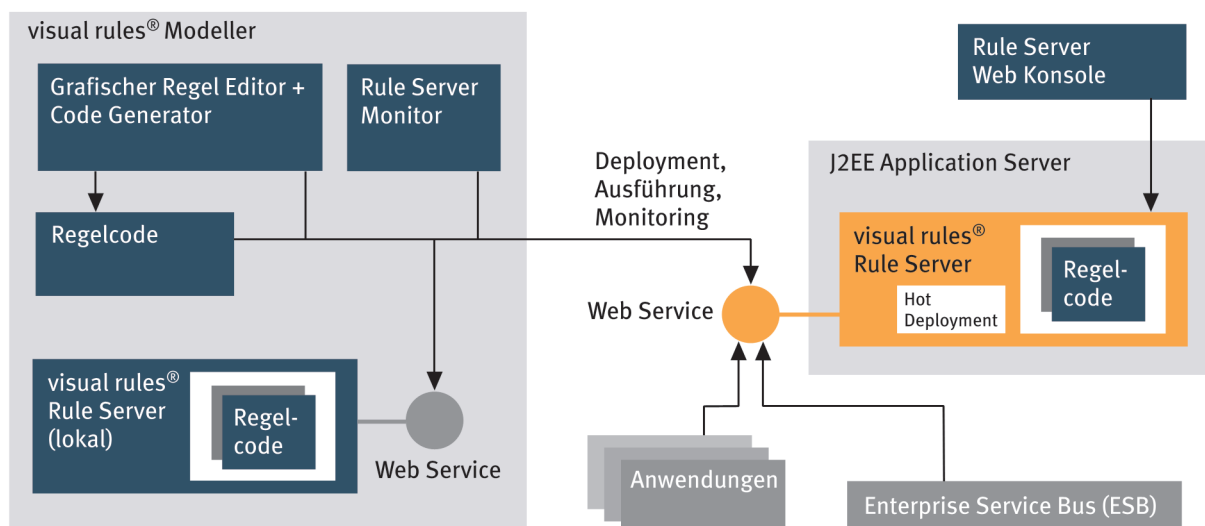 visual rules® Modeller
Grafischer Regel Editor +
Code Generator
Rule Server
Monitor
Regelcode
visual rules®
Rule Server
(lokal)
Regel-
code
Web Service
Deployment,
Ausführung,
Monitoring
Web Service
Anwendungen
Enterprise Service Bus (ESB)
Rule Server
Web Konsole
J2EE Application Server
visual rules®
Rule Server
Hot
Deployment
Regel-
code